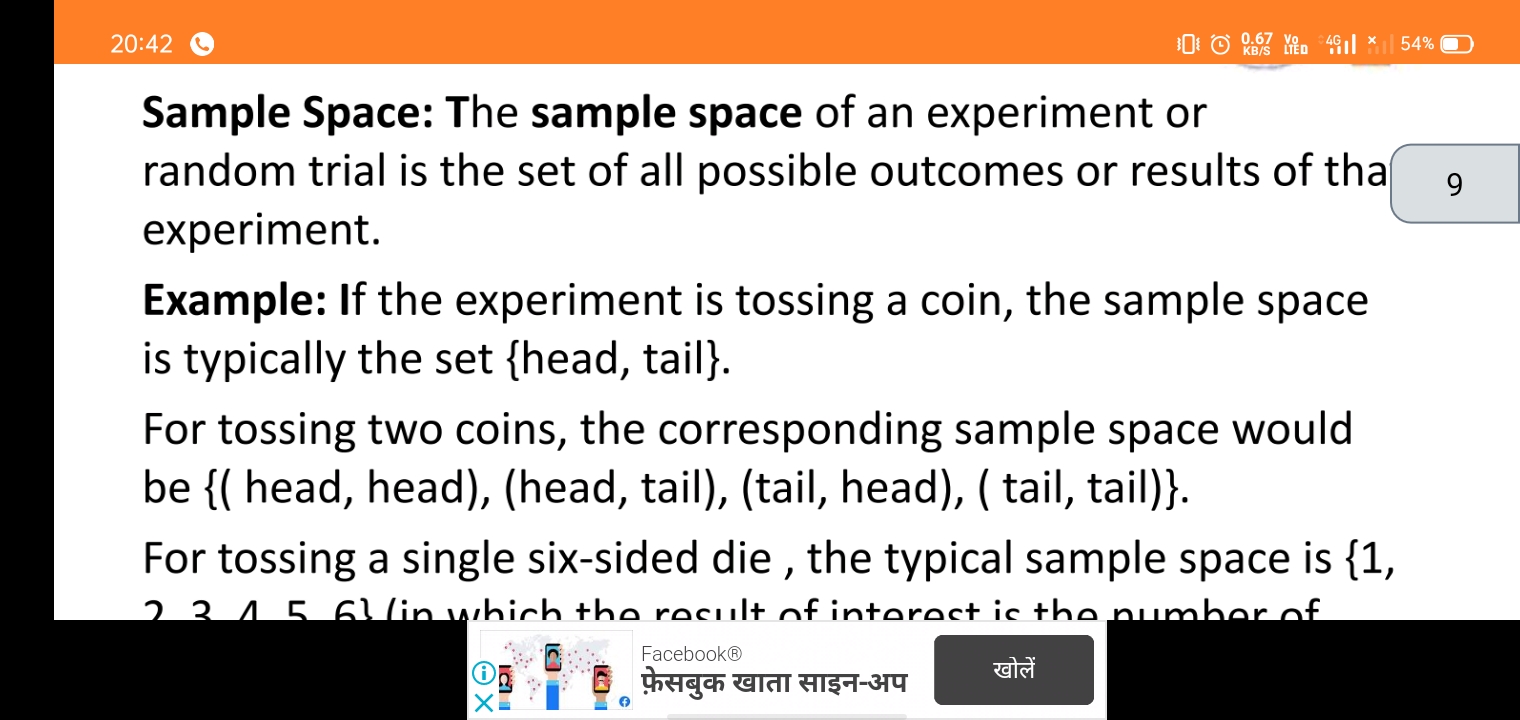 20:42
0.67 KB/S Vo LTED 4G 54%
Sample Space: The sample space of an experiment or
random trial is the set of all possible outcomes or results of tha
9
experiment.
Example: If the experiment is tossing a coin, the sample space
is typically the set {head, tail}.
For tossing two coins, the corresponding sample space would
be {( head, head), (head, tail), (tail, head), ( tail, tail)}.
For tossing a single six-sided die , the typical sample space is {1,
2, 3, 4, 5, 6} (in which the result of interest is the number of
Facebook®
फ़ेसबुक खाता साइन-अप
खोलें